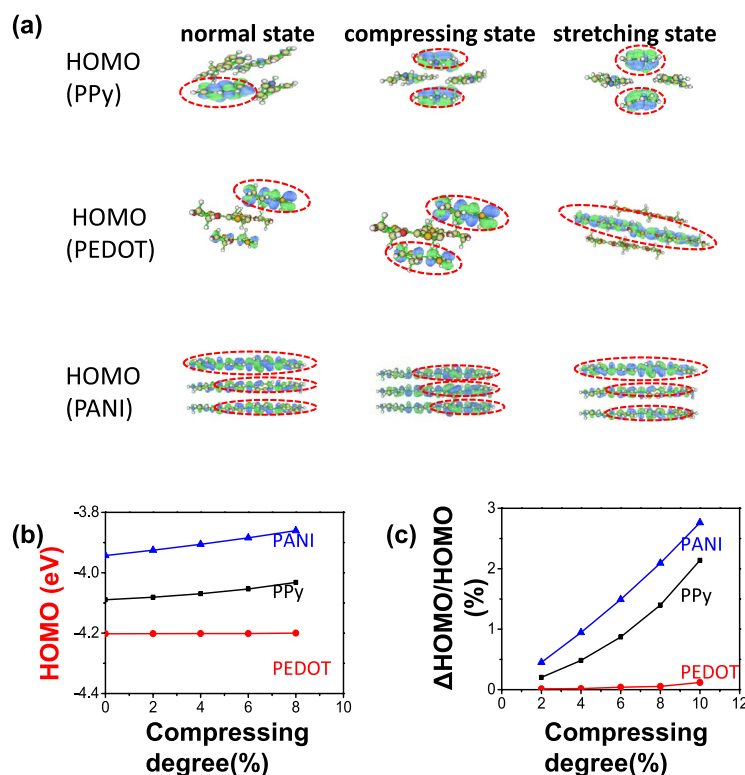 (a)
normal state compressing state stretching state
HOMO
(PPy)
HOMO
(PEDOT)
HOMO
(PANI)
(b)
HOMO (eV)
-3.8
-4.0
-4.2
-4.4
PANI
PPy
PEDOT
0 2 4 6 8 10
Compressing
degree(%)
(c)
ΔHOMO/HOMO
(%)
3
2
1
0
PANI
PPy
PEDOT
0 2 4 6 8 10 12
Compressing
degree(%)